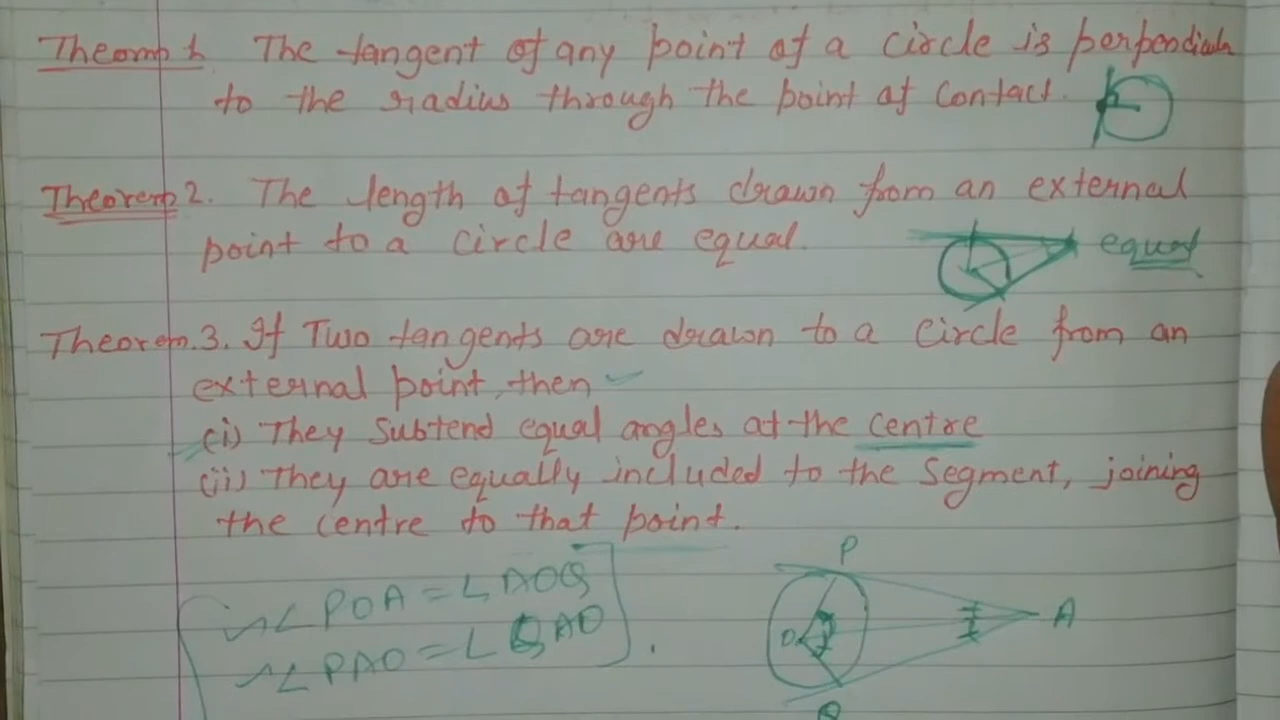 Theorem 1. The tangent of any point of a circle is perpendicular
to the radius through the point of contact.
Theorem 2. The length of tangents drawn from an external
point to a circle are equal.
equal
Theorem.3. If Two tangents are drawn to a circle from an
external point, then
(i) They Subtend equal angles at the centre
(ii) They are equally included to the Segment, joining
the centre to that point.
∠POA = ∠AOQ
∠PAO = ∠QAO
P
O
A
Q